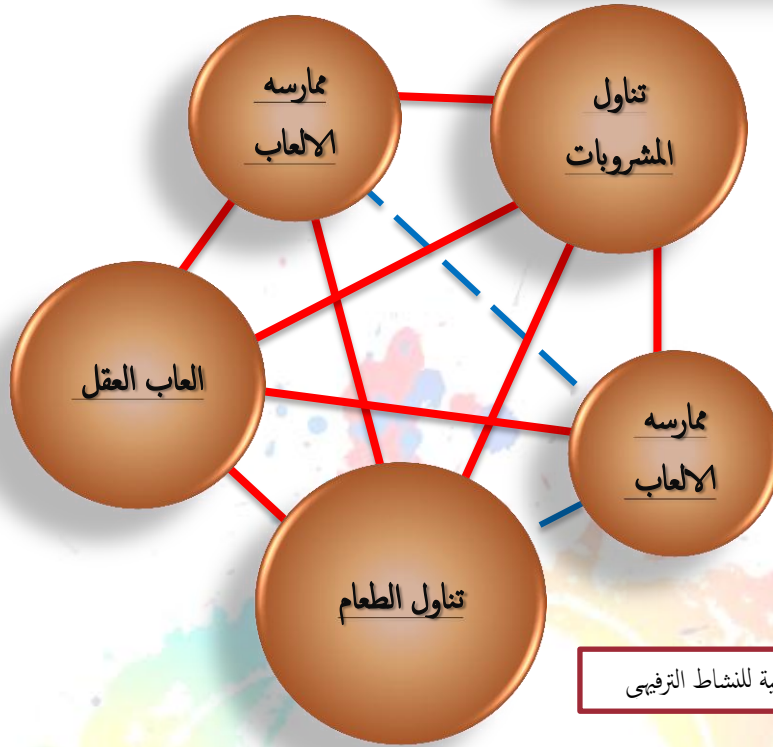 تناول
المشروبات
ممارسه
الالعاب
العاب العقل
ممارسه
الالعاب
تناول الطعام
ية للنشاط الترفيهى